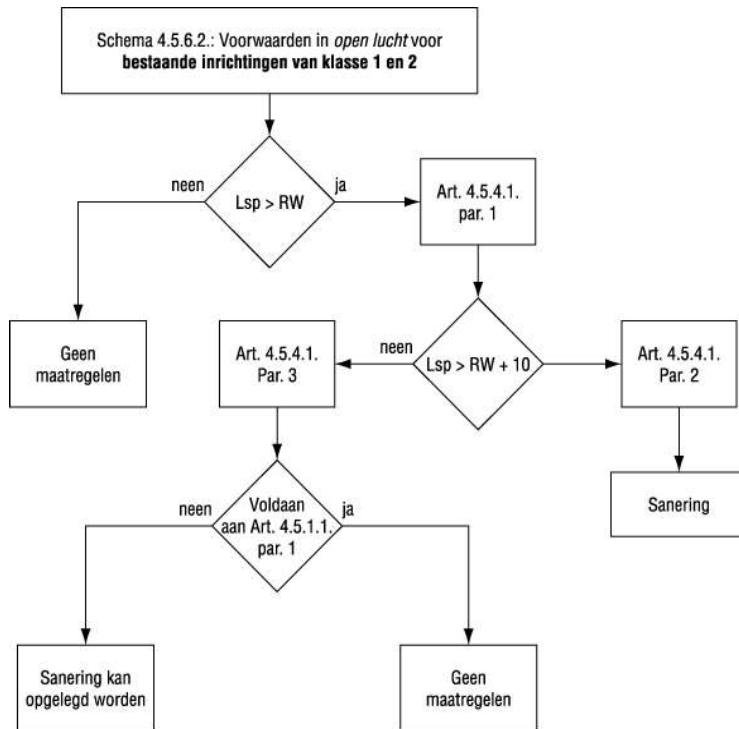 Schema 4.5.6.2.: Voorwaarden in open lucht voor
bestaande inrichtingen van klasse 1 en 2
neen
Lsp > RW
ja
Art. 4.5.4.1.
par. 1
Geen
maatregelen
Art. 4.5.4.1.
Par. 3
neen
Lsp > RW + 10
Art. 4.5.4.1.
Par. 2
neen
Voldaan
aan Art. 4.5.1.1.
par. 1
ja
Sanering
Sanering kan
opgelegd worden
Geen
maatregelen